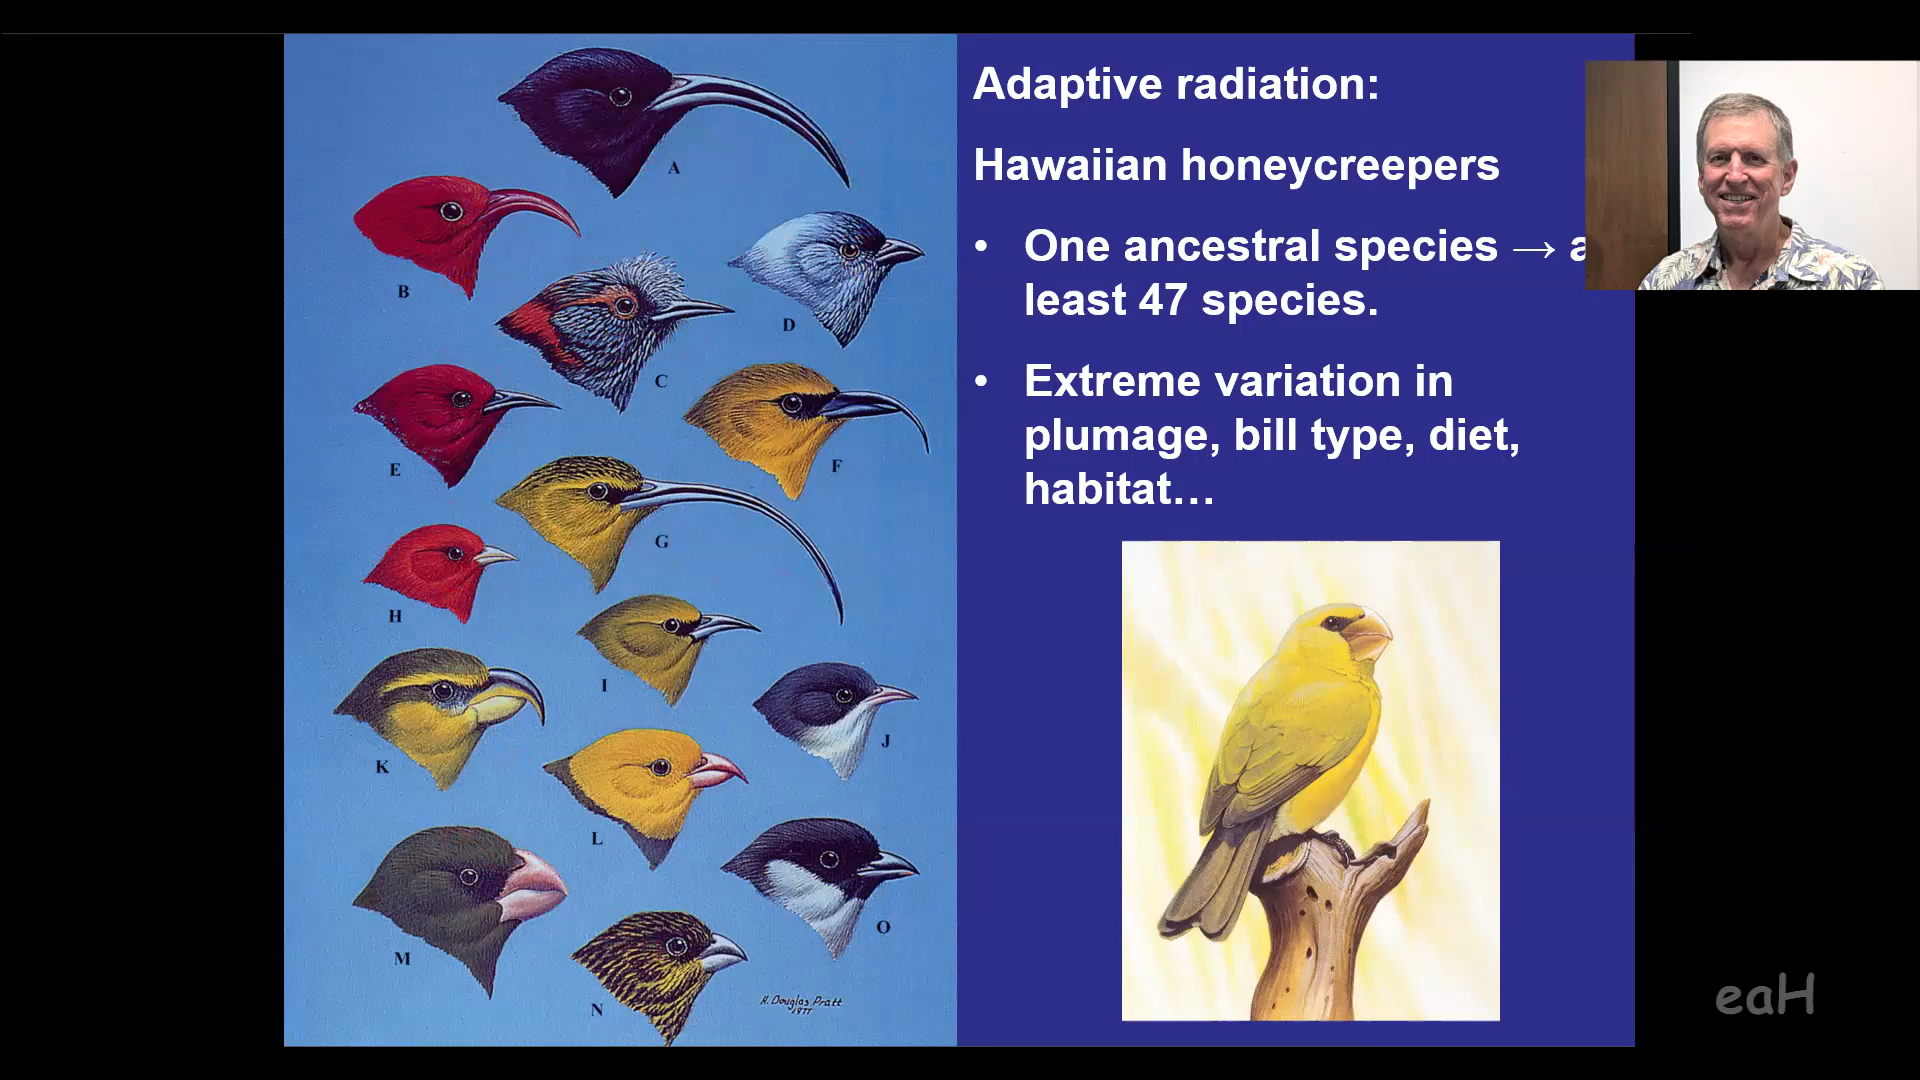 Adaptive radiation:
Hawaiian honeycreepers
• One ancestral species → a
least 47 species.
• Extreme variation in
plumage, bill type, diet,
habitat…
A
B
C
D
E
F
G
H
I
J
K
L
M
N
O
H. Douglas Pratt
1977
eaH